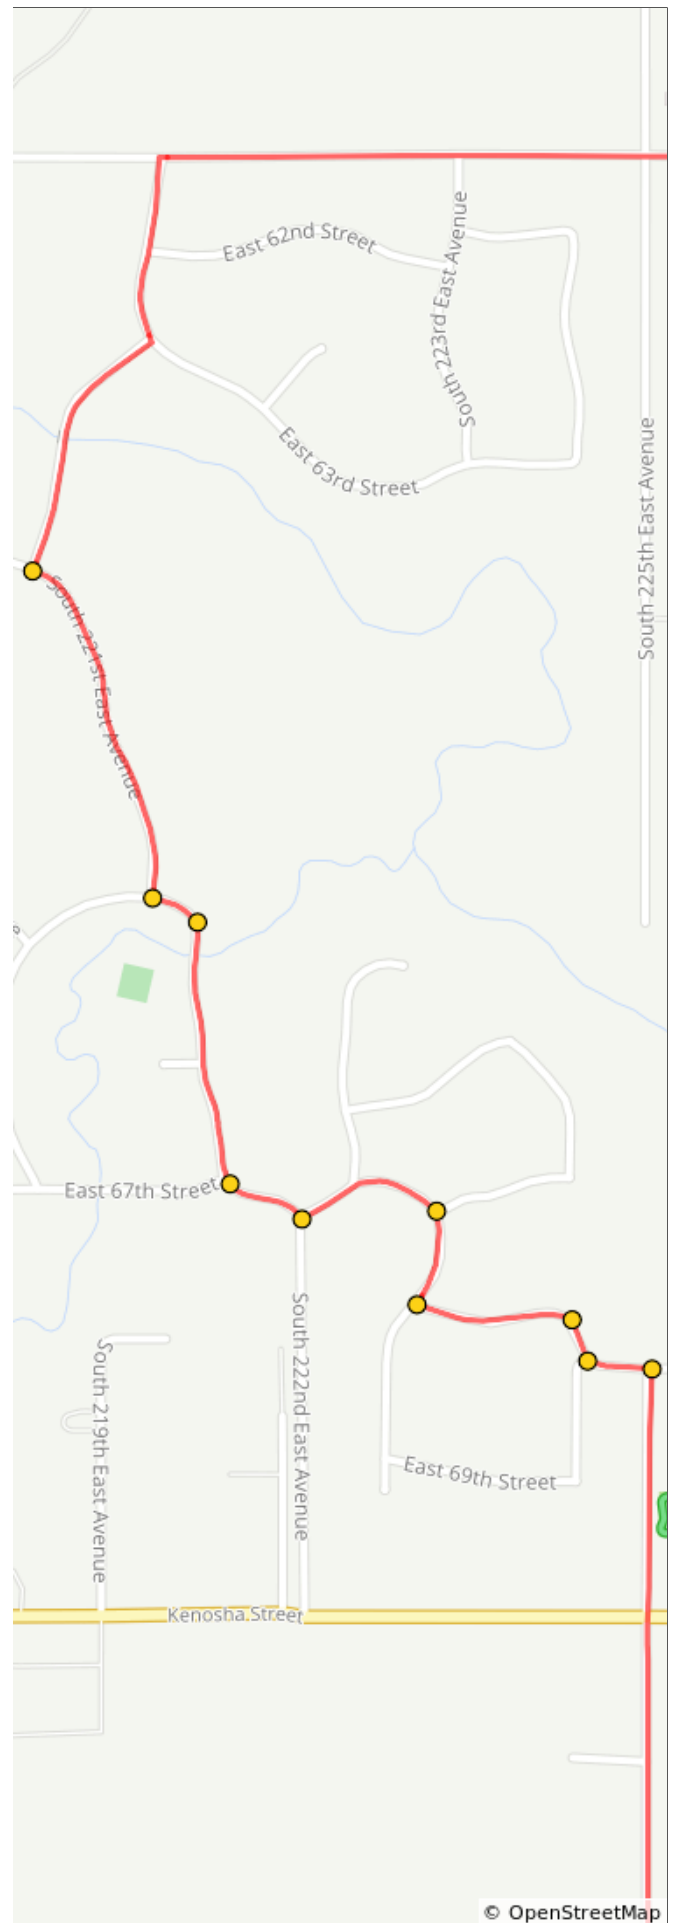 East 62nd Street
South 223rd East Avenue
East 63rd Street
South 225th East Avenue
South 221st East Avenue
East 67th Street
South 222nd East Avenue
South 219th East Avenue
East 69th Street
Kenosha Street
© OpenStreetMap